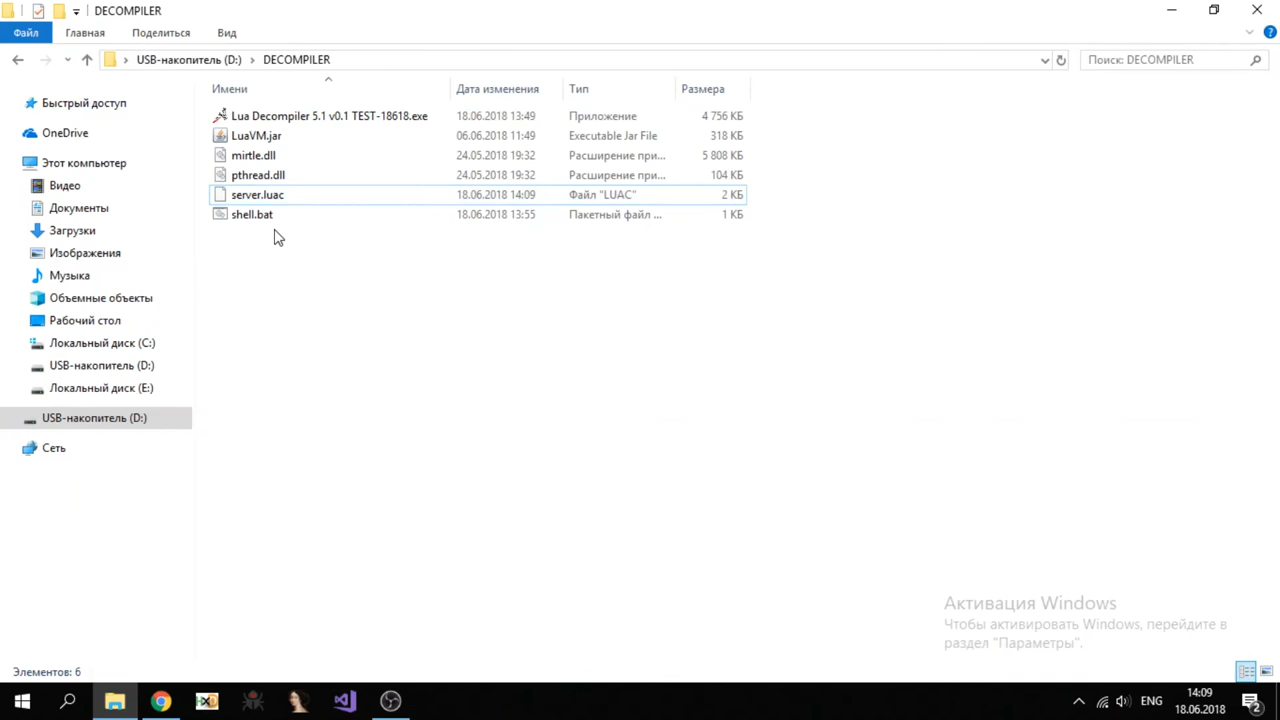 DECOMPILER
Файл Главная Поделиться Вид
USB-накопитель (D:) DECOMPILER Поиск: DECOMPILER
Имени Дата изменения Тип Размера
Быстрый доступ
OneDrive
Этот компьютер
Видео
Документы
Загрузки
Изображения
Музыка
Объемные объекты
Рабочий стол
Локальный диск (C:)
USB-накопитель (D:)
Локальный диск (E:)
USB-накопитель (D:)
Сеть
Lua Decompiler 5.1 v0.1 TEST-18618.exe 18.06.2018 13:49 Приложение 4 756 КБ
LuaVM.jar 06.06.2018 11:49 Executable Jar File 318 КБ
mirtle.dll 24.05.2018 19:32 Расширение при... 5 808 КБ
pthread.dll 24.05.2018 19:32 Расширение при... 104 КБ
server.luac 18.06.2018 14:09 Файл "LUAC" 2 КБ
shell.bat 18.06.2018 13:55 Пакетный файл ... 1 КБ
Активация Windows
Чтобы активировать Windows, перейдите в
раздел "Параметры".
Элементов: 6
ENG
14:09
18.06.2018
2